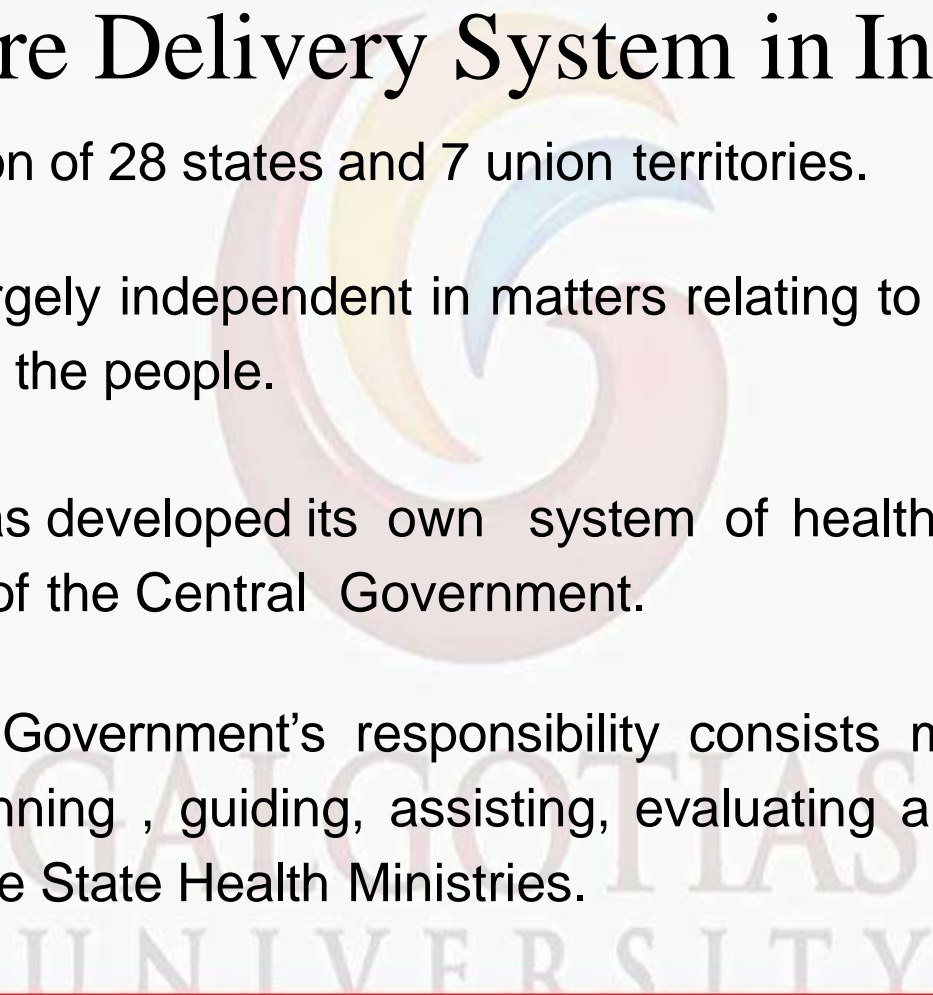 re Delivery System in In
on of 28 states and 7 union territories.
rgely independent in matters relating to
the people.
as developed its own system of health
of the Central Government.
Government’s responsibility consists m
nning , guiding, assisting, evaluating a
e State Health Ministries.
GALGOTIAS
UNIVERSITY